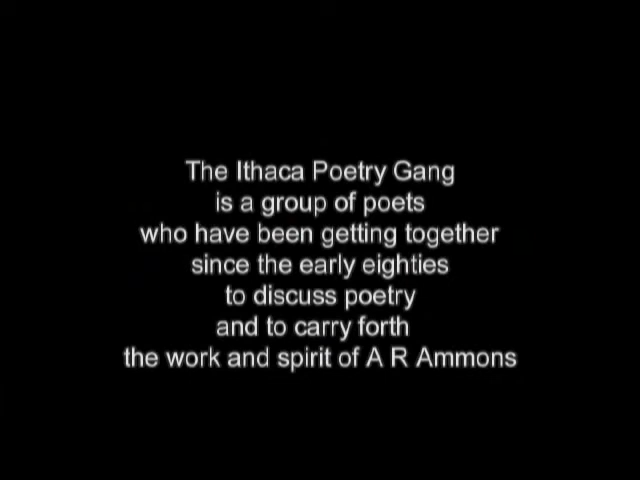 The Ithaca Poetry Gang
is a group of poets
who have been getting together
since the early eighties
to discuss poetry
and to carry forth
the work and spirit of A R Ammons